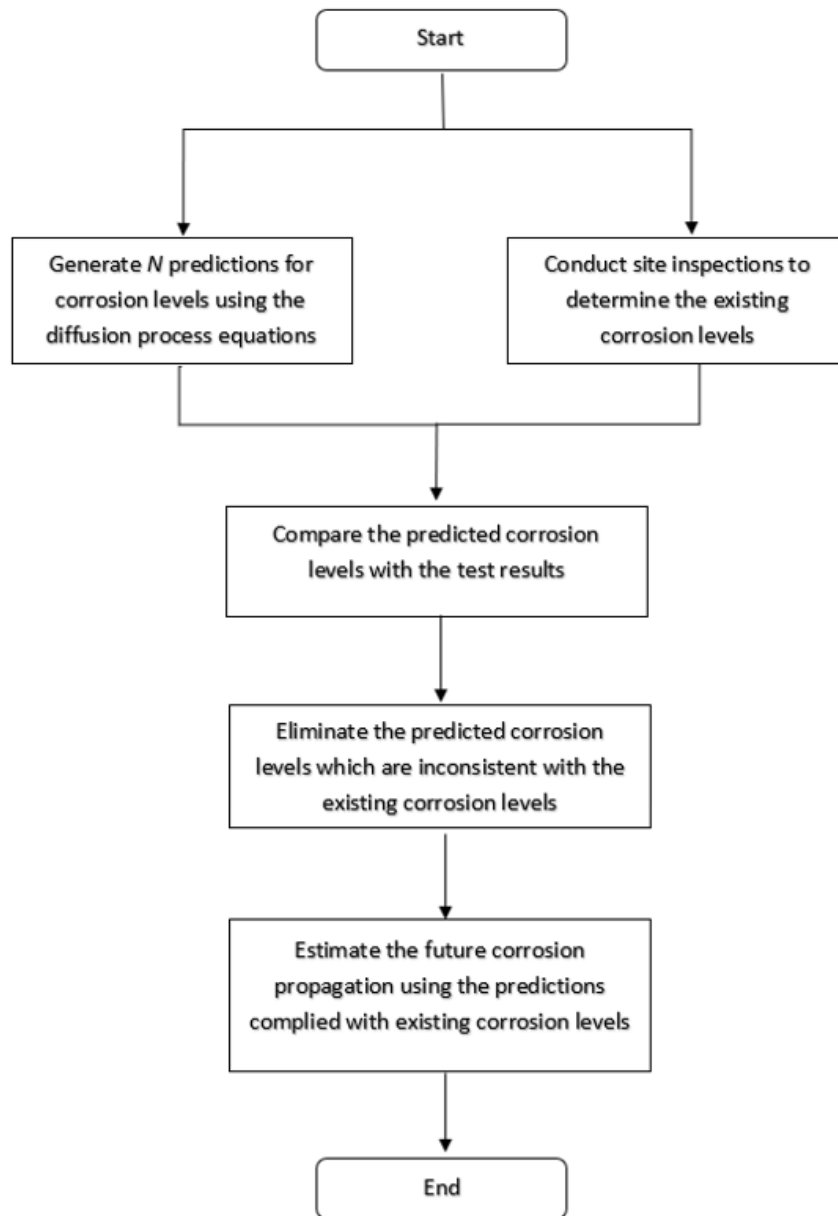 Start
Generate N predictions for
corrosion levels using the
diffusion process equations
Conduct site inspections to
determine the existing
corrosion levels
Compare the predicted corrosion
levels with the test results
Eliminate the predicted corrosion
levels which are inconsistent with the
existing corrosion levels
Estimate the future corrosion
propagation using the predictions
complied with existing corrosion levels
End